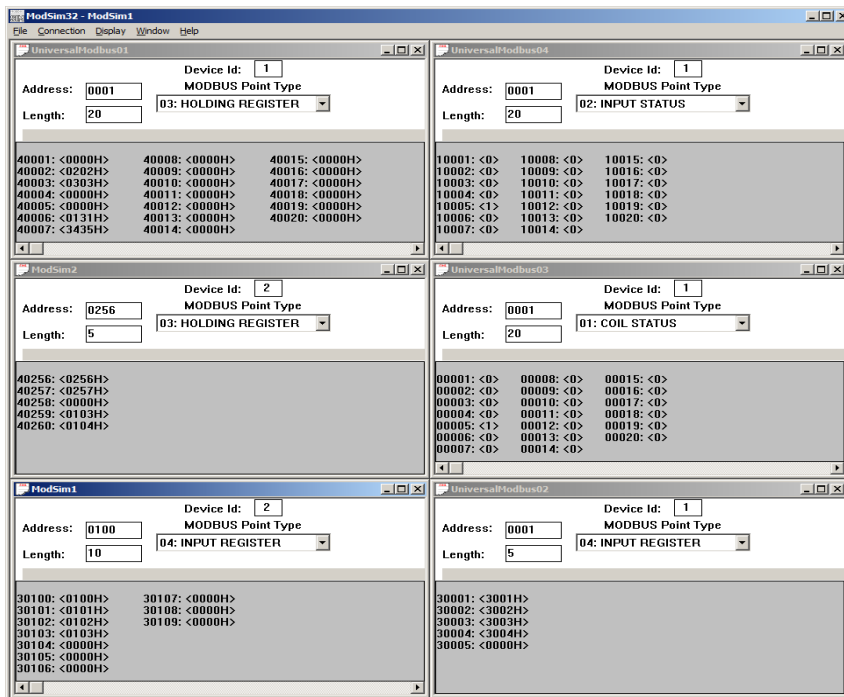 ModSim32 - ModSim1
File Connection Display Window Help
UniversalModbus01
Device Id: 1
Address: 0001 MODBUS Point Type
Length: 20 03: HOLDING REGISTER
40001: <0000H> 40008: <0000H> 40015: <0000H>
40002: <0202H> 40009: <0000H> 40016: <0000H>
40003: <0303H> 40010: <0000H> 40017: <0000H>
40004: <0000H> 40011: <0000H> 40018: <0000H>
40005: <0000H> 40012: <0000H> 40019: <0000H>
40006: <0131H> 40013: <0000H> 40020: <0000H>
40007: <3435H> 40014: <0000H>
UniversalModbus04
Device Id: 1
Address: 0001 MODBUS Point Type
Length: 20 02: INPUT STATUS
10001: <0> 10008: <0> 10015: <0>
10002: <0> 10009: <0> 10016: <0>
10003: <0> 10010: <0> 10017: <0>
10004: <0> 10011: <0> 10018: <0>
10005: <1> 10012: <0> 10019: <0>
10006: <0> 10013: <0> 10020: <0>
10007: <0> 10014: <0>
ModSim2
Device Id: 2
Address: 0256 MODBUS Point Type
Length: 5 03: HOLDING REGISTER
40256: <0256H>
40257: <0257H>
40258: <0000H>
40259: <0103H>
40260: <0104H>
UniversalModbus03
Device Id: 1
Address: 0001 MODBUS Point Type
Length: 20 01: COIL STATUS
00001: <0> 00008: <0> 00015: <0>
00002: <0> 00009: <0> 00016: <0>
00003: <0> 00010: <0> 00017: <0>
00004: <0> 00011: <0> 00018: <0>
00005: <1> 00012: <0> 00019: <0>
00006: <0> 00013: <0> 00020: <0>
00007: <0> 00014: <0>
ModSim1
Device Id: 2
Address: 0100 MODBUS Point Type
Length: 10 04: INPUT REGISTER
30100: <0100H> 30107: <0000H>
30101: <0101H> 30108: <0000H>
30102: <0102H> 30109: <0000H>
30103: <0103H>
30104: <0000H>
30105: <0000H>
30106: <0000H>
UniversalModbus02
Device Id: 1
Address: 0001 MODBUS Point Type
Length: 5 04: INPUT REGISTER
30001: <3001H>
30002: <3002H>
30003: <3003H>
30004: <3004H>
30005: <0000H>